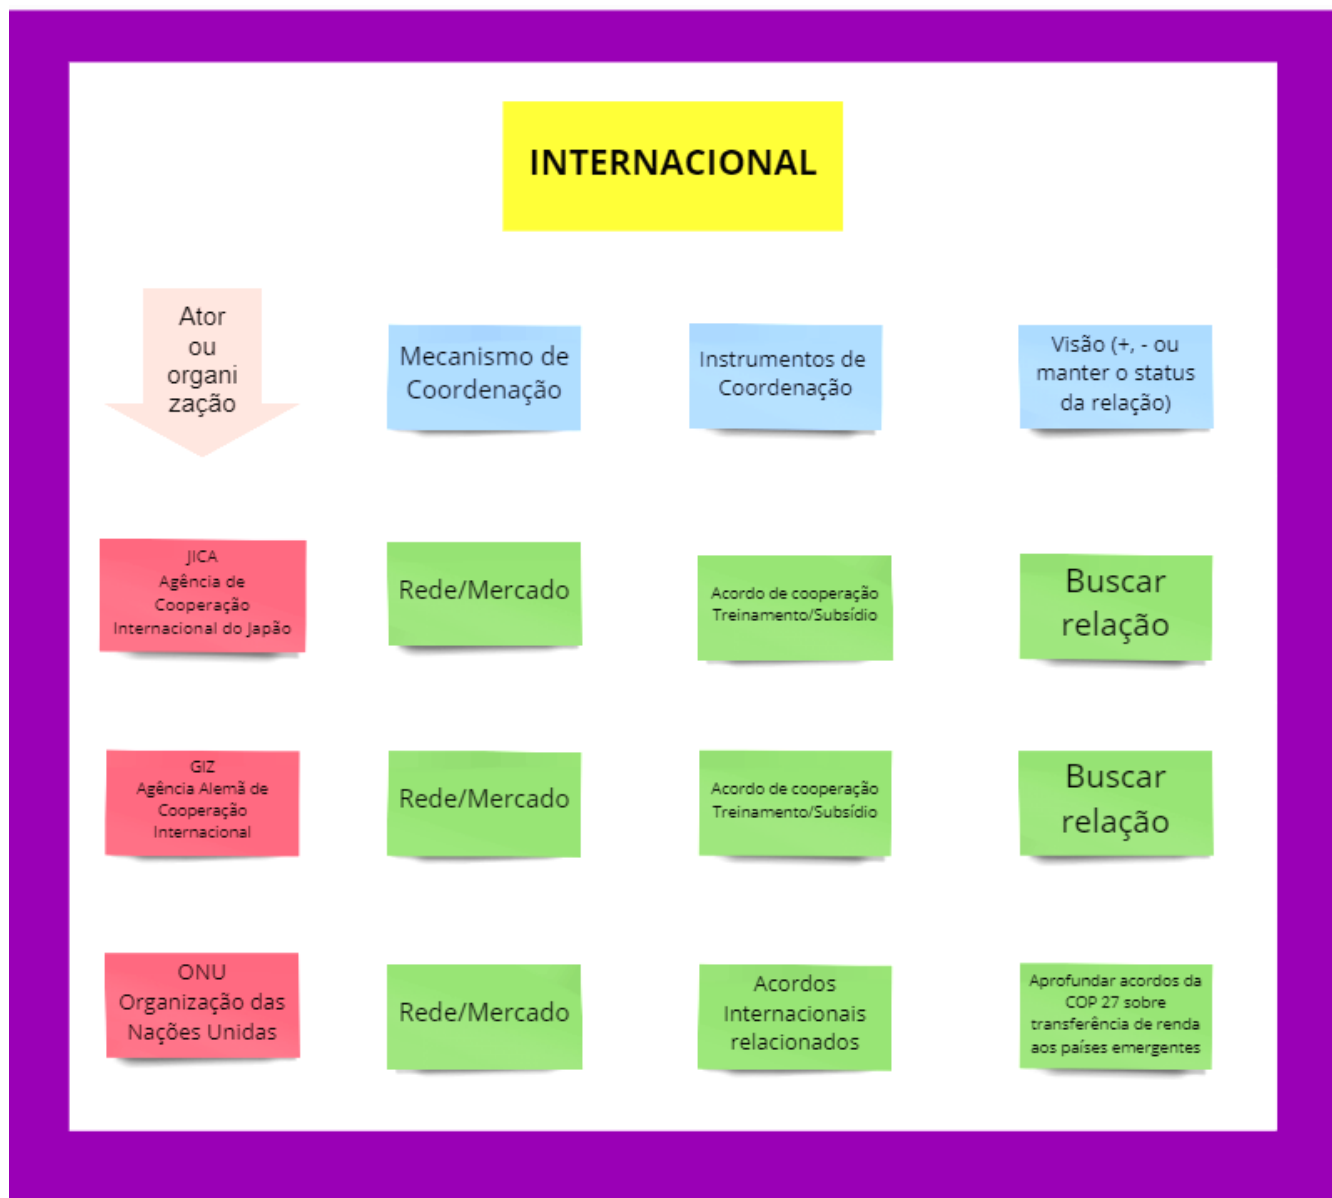 INTERNACIONAL
Ator
ou
organi
zação
Mecanismo de
Coordenação
Instrumentos de
Coordenação
Visão (+, - ou
manter o status
da relação)
JICA
Agência de
Cooperação
Internacional do Japão
Rede/Mercado
Acordo de cooperação
Treinamento/Subsídio
Buscar
relação
GIZ
Agência Alemã de
Cooperação
Internacional
Rede/Mercado
Acordo de cooperação
Treinamento/Subsídio
Buscar
relação
ONU
Organização das
Nações Unidas
Rede/Mercado
Acordos
Internacionais
relacionados
Aprofundar acordos da
COP 27 sobre
transferência de renda
aos países emergentes